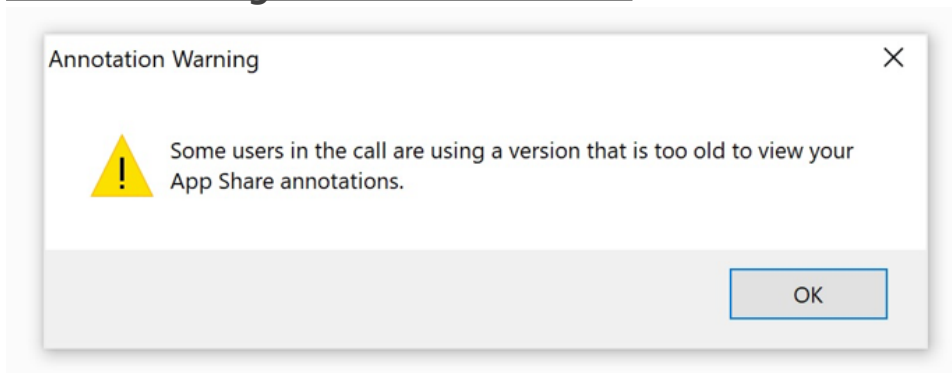 Annotation Warning
Some users in the call are using a version that is too old to view your
App Share annotations.
OK